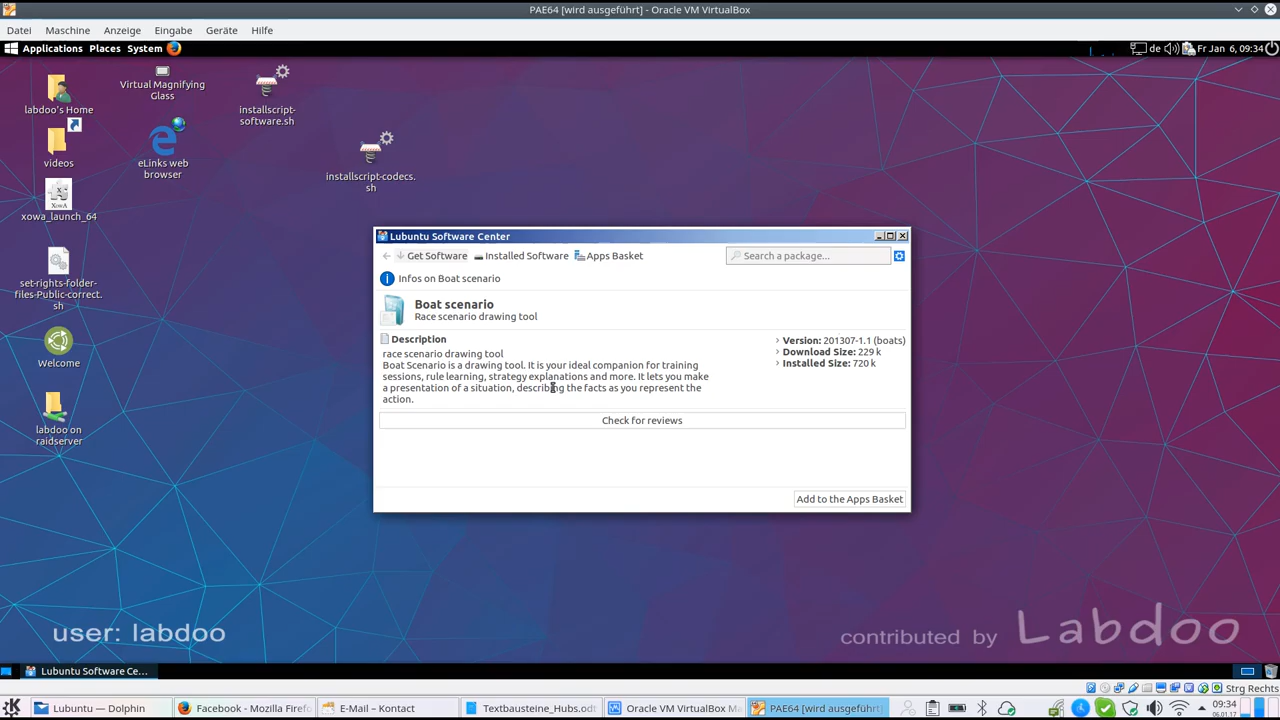 PAE64 [wird ausgeführt] - Oracle VM VirtualBox
Datei Maschine Anzeige Eingabe Geräte Hilfe
Applications Places System de Fr Jan 6, 09:34
labdoo's Home
Virtual Magnifying
Glass
installscript-
software.sh
videos
eLinks web
browser
installscript-codecs.
sh
xowa_launch_64
set-rights-folder-
files-Public-correct.
sh
Welcome
labdoo on
raidserver
Lubuntu Software Center
Get Software Installed Software Apps Basket Search a package...
Infos on Boat scenario
Boat scenario
Race scenario drawing tool
Description
race scenario drawing tool
Boat Scenario is a drawing tool. It is your ideal companion for training
sessions, rule learning, strategy explanations and more. It lets you make
a presentation of a situation, describing the facts as you represent the
action.
Version: 201307-1.1 (boats)
Download Size: 229 k
Installed Size: 720 k
Check for reviews
Add to the Apps Basket
user: labdoo
contributed by Labdoo
Lubuntu Software Ce...
Strg Rechts
Lubuntu — Dolphin Facebook - Mozilla Firefo E-Mail – Kontact Textbausteine_Hubs.odt Oracle VM VirtualBox Ma PAE64 [wird ausgeführt] 09:34
06.01.17